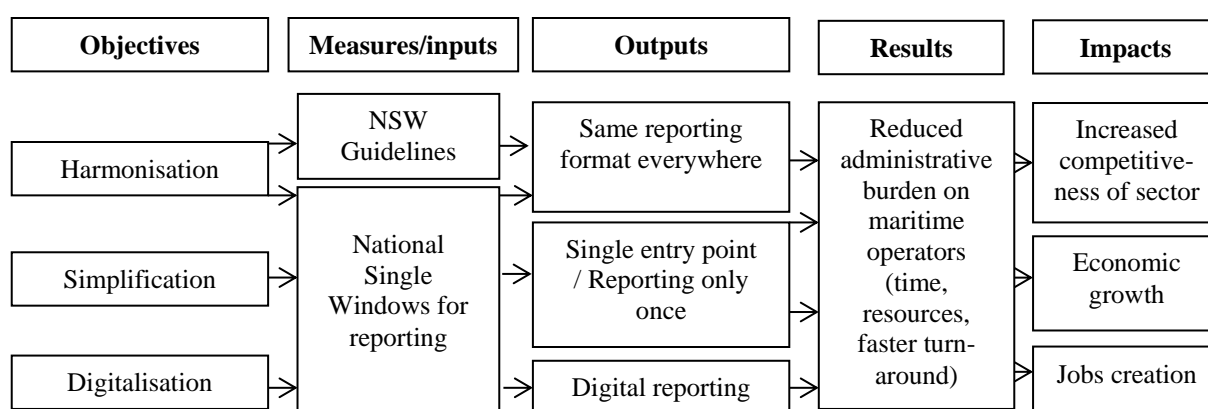 Objectives
Measures/inputs
Outputs
Results
Impacts
Harmonisation
Simplification
Digitalisation
NSW
Guidelines
National
Single
Windows for
reporting
Same reporting
format everywhere
Single entry point
/ Reporting only
once
Digital reporting
Reduced
administrative
burden on
maritime
operators
(time,
resources,
faster turn-
around)
Increased
competitive-
ness of sector
Economic
growth
Jobs creation